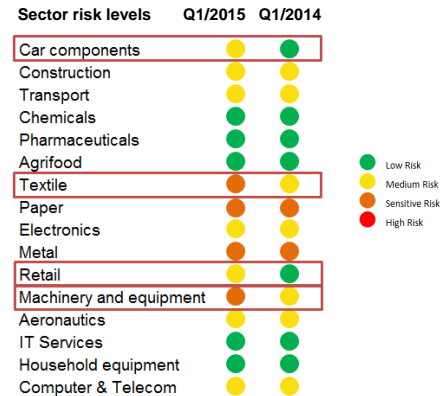 Sector risk levels Q1/2015 Q1/2014
Car components
Construction
Transport
Chemicals
Pharmaceuticals
Agrifood
Textile
Paper
Electronics
Metal
Retail
Machinery and equipment
Aeronautics
IT Services
Household equipment
Computer & Telecom
Low Risk
Medium Risk
Sensitive Risk
High Risk